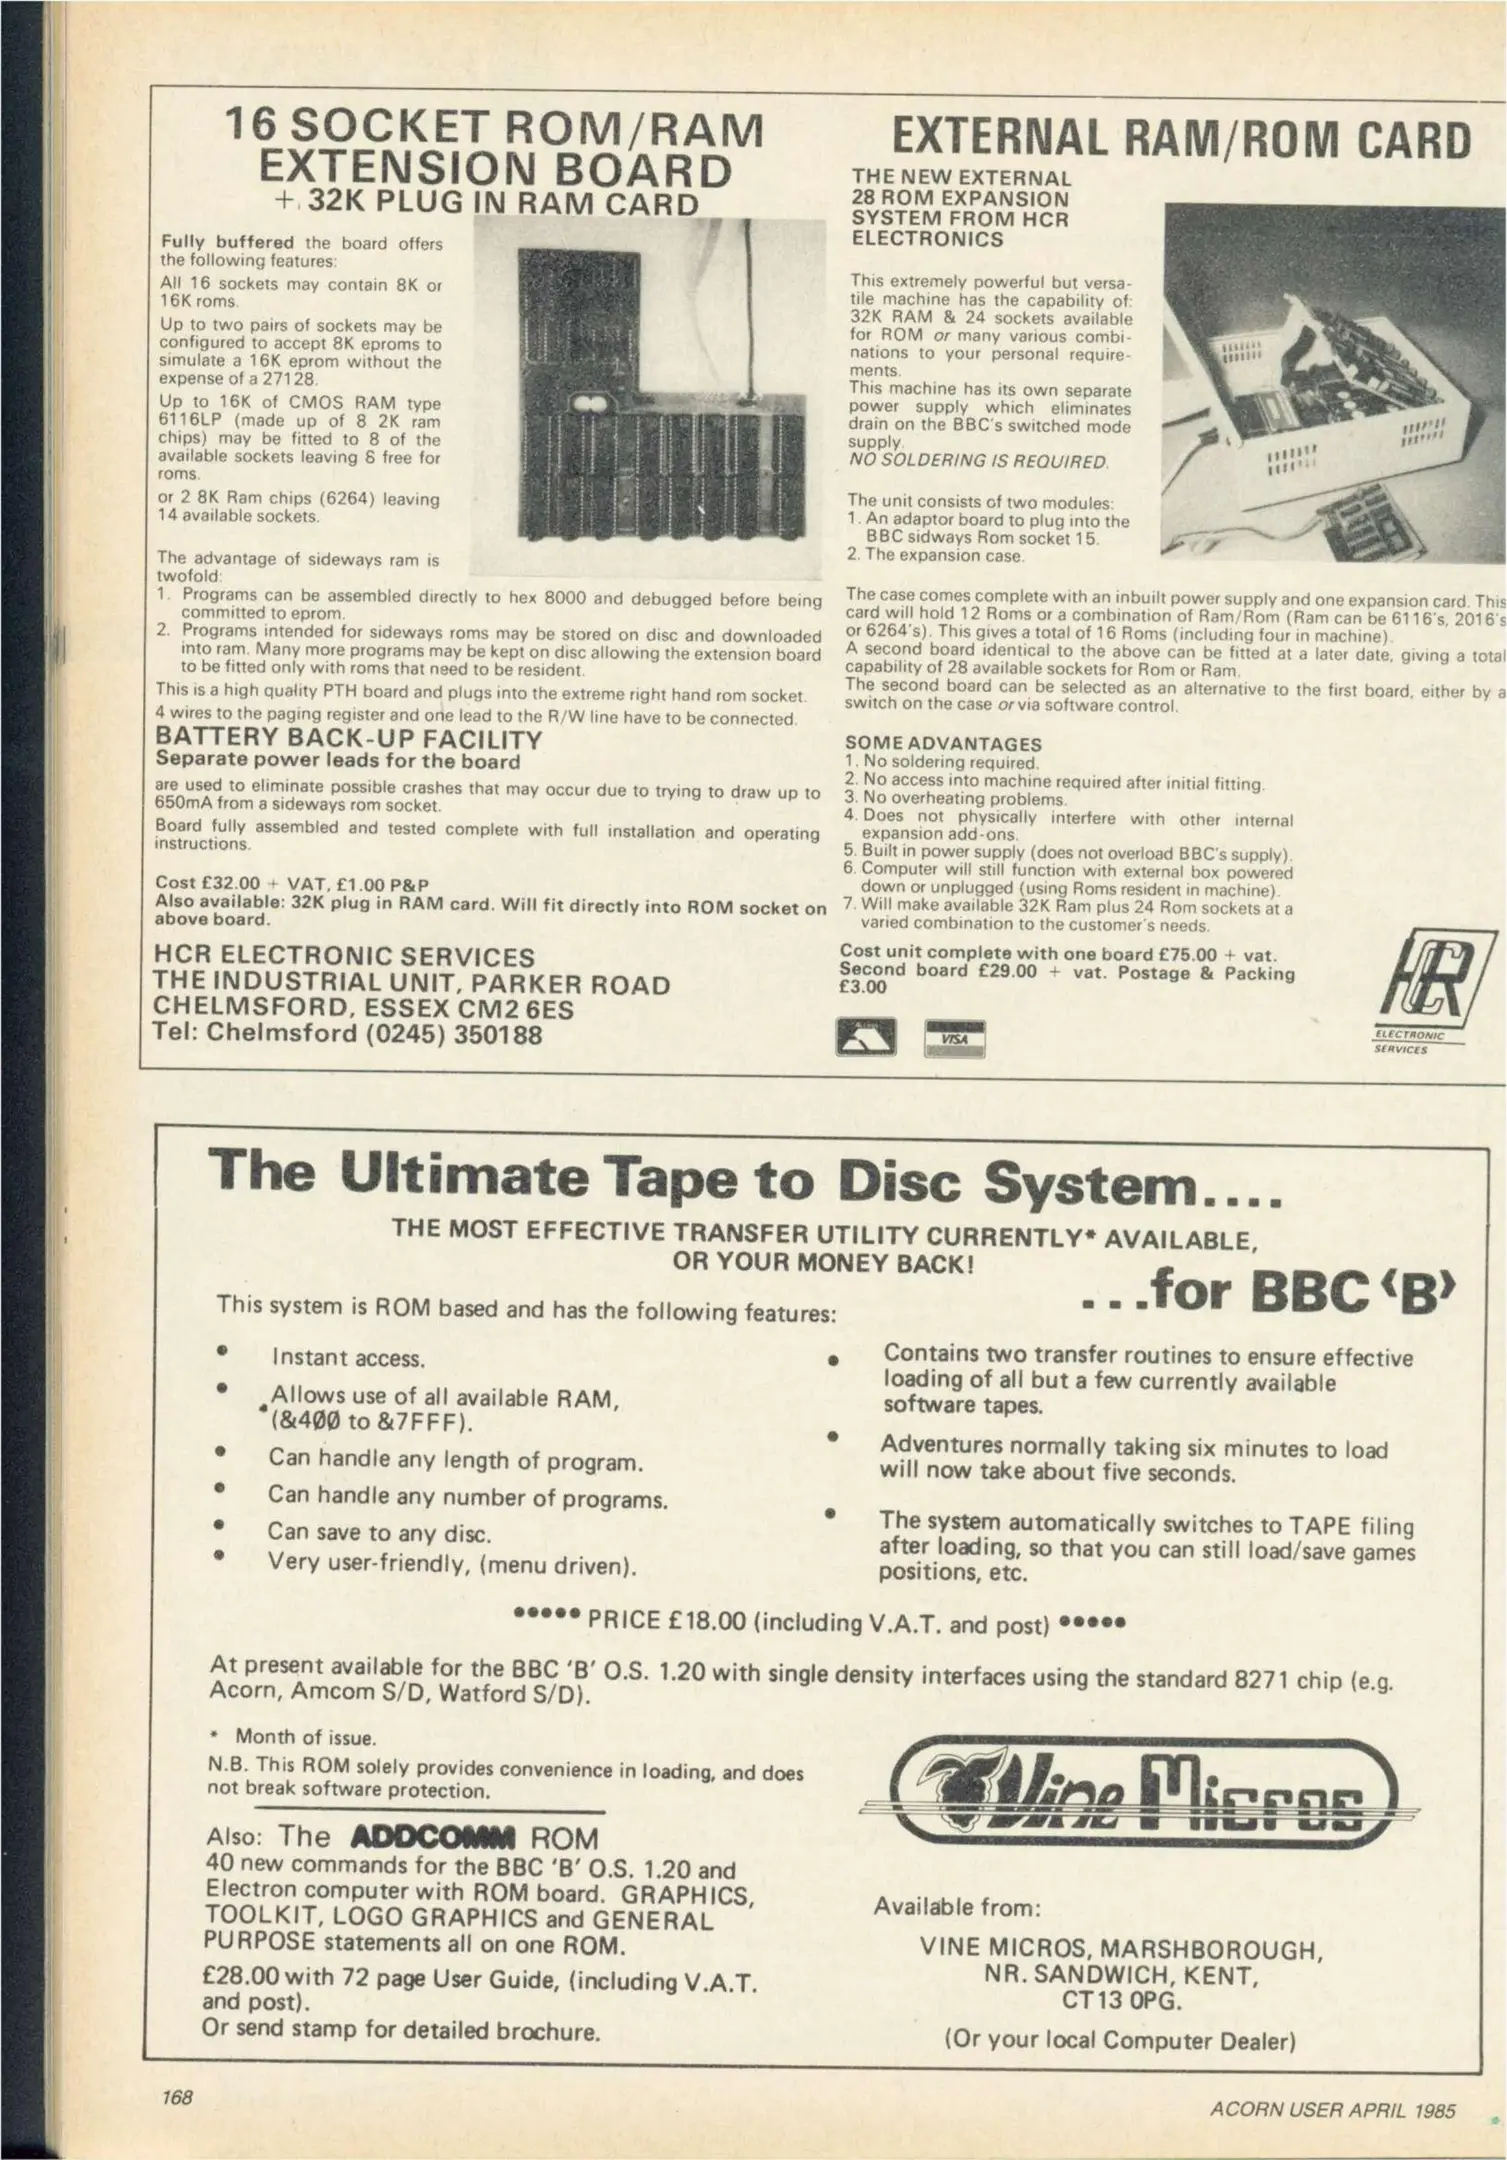 16 SOCKET ROM/RAM
EXTENSION BOARD
+ 32K PLUG IN RAM CARD
Fully buffered the board offers
the following features:
All 16 sockets may contain 8K or
16K roms.
Up to two pairs of sockets may be
configured to accept 8K eproms to
simulate a 16K eprom without the
expense of a 27128.
Up to 16K of CMOS RAM type
6116LP (made up of 8 2K ram
chips) may be fitted to 8 of the
available sockets leaving 8 free for
roms.
or 2 8K Ram chips (6264) leaving
14 available sockets.
The advantage of sideways ram is
twofold:
1. Programs can be assembled directly to hex 8000 and debugged before being
committed to eprom.
2. Programs intended for sideways roms may be stored on disc and downloaded
into ram. Many more programs may be kept on disc allowing the extension board
to be fitted only with roms that need to be resident.
This is a high quality PTH board and plugs into the extreme right hand rom socket.
4 wires to the paging register and one lead to the R/W line have to be connected.
BATTERY BACK-UP FACILITY
Separate power leads for the board
are used to eliminate possible crashes that may occur due to trying to draw up to
650mA from a sideways rom socket.
Board fully assembled and tested complete with full installation and operating
instructions.
Cost £32.00 + VAT, £1.00 P&P
Also available: 32K plug in RAM card. Will fit directly into ROM socket on
above board.
HCR ELECTRONIC SERVICES
THE INDUSTRIAL UNIT, PARKER ROAD
CHELMSFORD, ESSEX CM2 6ES
Tel: Chelmsford (0245) 350188
EXTERNAL RAM/ROM CARD
THE NEW EXTERNAL
28 ROM EXPANSION
SYSTEM FROM HCR
ELECTRONICS
This extremely powerful but versa-
tile machine has the capability of:
32K RAM & 24 sockets available
for ROM or many various combi-
nations to your personal require-
ments.
This machine has its own separate
power supply which eliminates
drain on the BBC's switched mode
supply.
NO SOLDERING IS REQUIRED.
The unit consists of two modules:
1. An adaptor board to plug into the
BBC sidways Rom socket 15.
2. The expansion case.
The case comes complete with an inbuilt power supply and one expansion card. This
card will hold 12 Roms or a combination of Ram/Rom (Ram can be 6116's, 2016's
or 6264's). This gives a total of 16 Roms (including four in machine).
A second board identical to the above can be fitted at a later date, giving a total
capability of 28 available sockets for Rom or Ram.
The second board can be selected as an alternative to the first board, either by a
switch on the case or via software control.
SOME ADVANTAGES
1. No soldering required.
2. No access into machine required after initial fitting.
3. No overheating problems.
4. Does not physically interfere with other internal
expansion add-ons.
5. Built in power supply (does not overload BBC's supply).
6. Computer will still function with external box powered
down or unplugged (using Roms resident in machine).
7. Will make available 32K Ram plus 24 Rom sockets at a
varied combination to the customer's needs.
Cost unit complete with one board £75.00 + vat.
Second board £29.00 + vat. Postage & Packing
£3.00
VISA
HCR
ELECTRONIC
SERVICES
The Ultimate Tape to Disc System....
THE MOST EFFECTIVE TRANSFER UTILITY CURRENTLY* AVAILABLE,
OR YOUR MONEY BACK!
...for BBC ‹B›
This system is ROM based and has the following features:
• Instant access.
• Allows use of all available RAM,
(&400 to &7FFF).
• Can handle any length of program.
• Can handle any number of programs.
• Can save to any disc.
• Very user-friendly, (menu driven).
• Contains two transfer routines to ensure effective
loading of all but a few currently available
software tapes.
• Adventures normally taking six minutes to load
will now take about five seconds.
• The system automatically switches to TAPE filing
after loading, so that you can still load/save games
positions, etc.
••••• PRICE £18.00 (including V.A.T. and post) •••••
At present available for the BBC 'B' O.S. 1.20 with single density interfaces using the standard 8271 chip (e.g.
Acorn, Amcom S/D, Watford S/D).
* Month of issue.
N.B. This ROM solely provides convenience in loading, and does
not break software protection.
Also: The ADDCOMM ROM
40 new commands for the BBC 'B' O.S. 1.20 and
Electron computer with ROM board. GRAPHICS,
TOOLKIT, LOGO GRAPHICS and GENERAL
PURPOSE statements all on one ROM.
£28.00 with 72 page User Guide, (including V.A.T.
and post).
Or send stamp for detailed brochure.
Vine Micros
Available from:
VINE MICROS, MARSHBOROUGH,
NR. SANDWICH, KENT,
CT13 0PG.
(Or your local Computer Dealer)
168
ACORN USER APRIL 1985